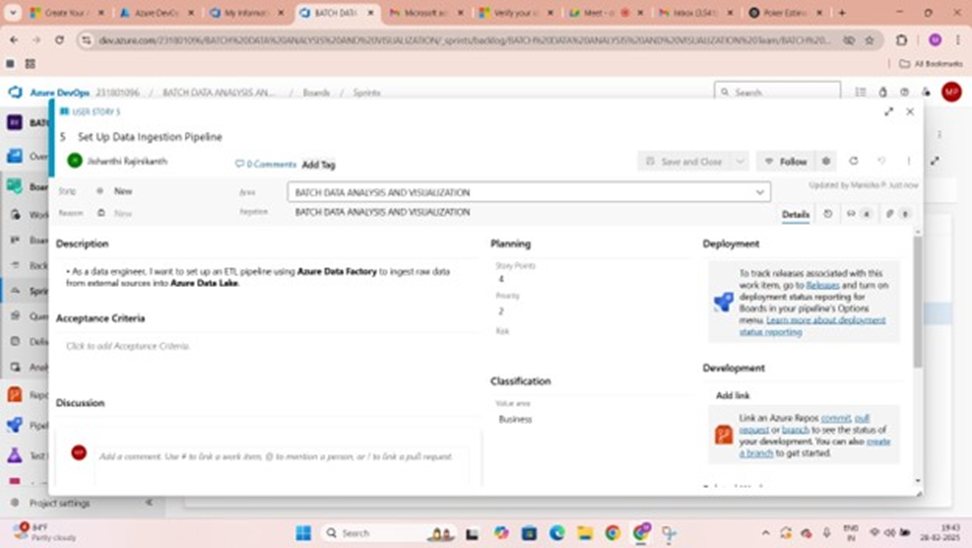 Create Your
Azure DevO
My Informat
BATCH DATA
Microsoft
Verify your
Meet -
Inbox (3,541
Poker Estim
dev.azure.com/231801096/BATCH%20DATA%20ANALYSIS%20AND%20VISUALIZATION/_sprints/backlog/BATCH%20DATA%20ANALYSIS%20AND%20VISUALIZATION%20Team/BATCH%20...
All Bookmarks
Azure DevOps 231801096 / BATCH DATA ANALYSIS AN... / Boards / Sprints
Search
MP
USER STORY 5
5 Set Up Data Ingestion Pipeline
Jishanthi Rajinikanth
0 Comments Add Tag
Save and Close
Follow
State New
Area BATCH DATA ANALYSIS AND VISUALIZATION
Updated by Just now
Reason New
Iteration BATCH DATA ANALYSIS AND VISUALIZATION
Details
4
Description
• As a data engineer, I want to set up an ETL pipeline using Azure Data Factory to ingest raw data
from external sources into Azure Data Lake.
Acceptance Criteria
Click to add Acceptance Criteria.
Discussion
MP
Add a comment. Use # to link a work item, @ to mention a person, or ! to link a pull request.
Planning
Story Points
4
Priority
2
Risk
Classification
Value area
Business
Deployment
To track releases associated with this
work item, go to Releases and turn on
deployment status reporting for
Boards in your pipeline's Options
menu. Learn more about deployment
status reporting
Development
Add link
Link an Azure Repos commit, pull
request or branch to see the status of
your development. You can also create
a branch to get started.
BATC
Over
Boar
Work
Boar
Back
Sprin
Que
Deliv
Anal
Repo
Pipel
Test
Project settings
84°F
Partly cloudy
Search
ENG
IN
19:43
28-02-2025